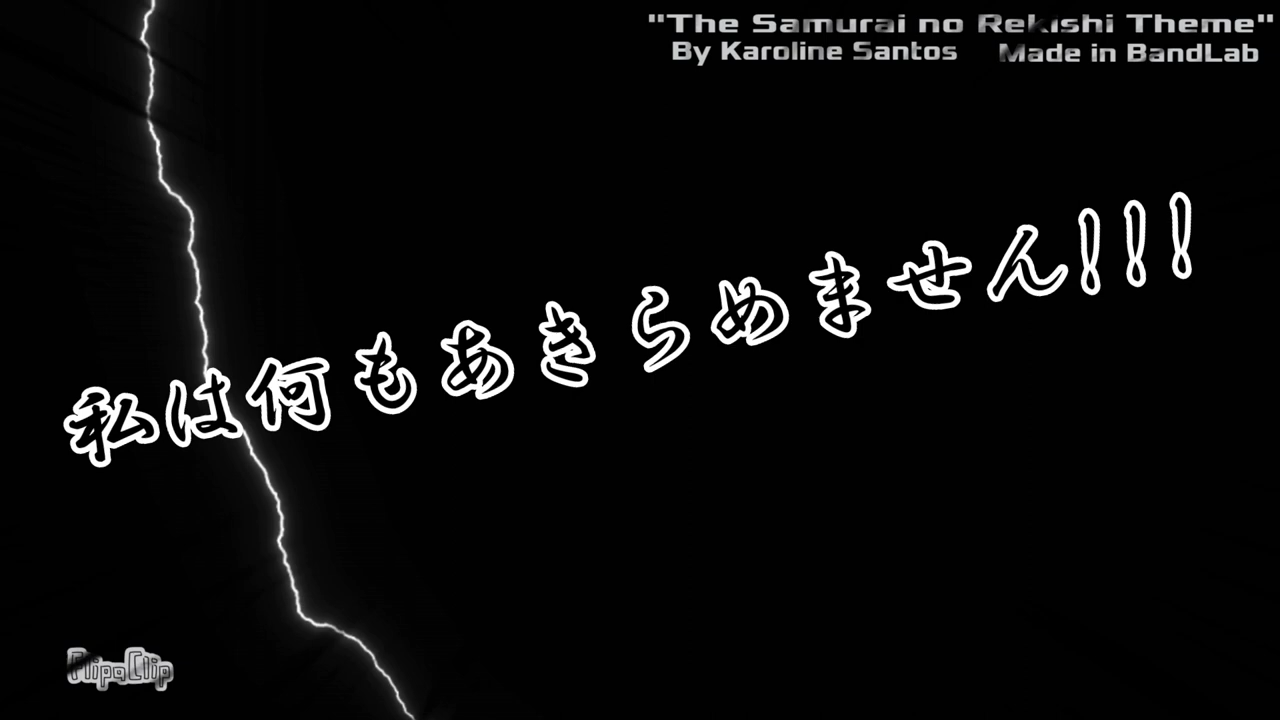 "The Samurai no Rekishi Theme"
By Karoline Santos Made in BandLab
私は何もあきらめません!!!
FlipaClip